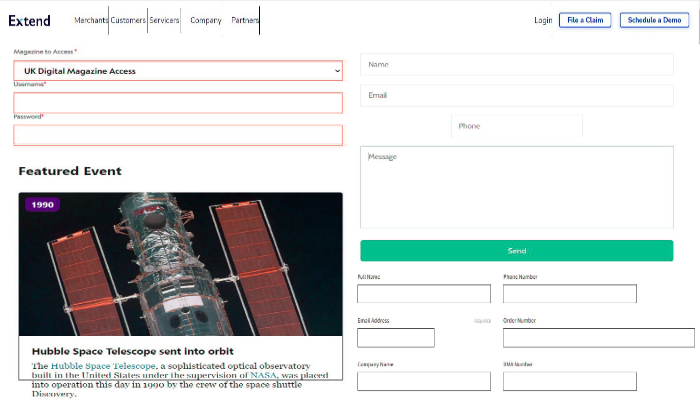 Extend
Merchants Customers Servicers Company Partners
Login File a Claim Schedule a Demo
Magazine to Access *
UK Digital Magazine Access
Username*
Password*
Featured Event
1990
Hubble Space Telescope sent into orbit
The Hubble Space Telescope, a sophisticated optical observatory
built in the United States under the supervision of NASA, was placed
into operation this day in 1990 by the crew of the space shuttle
Discovery.
Name
Email
Phone
Message
Send
Full Name Phone Number
Email Address Required Order Number
Company Name RMA Number